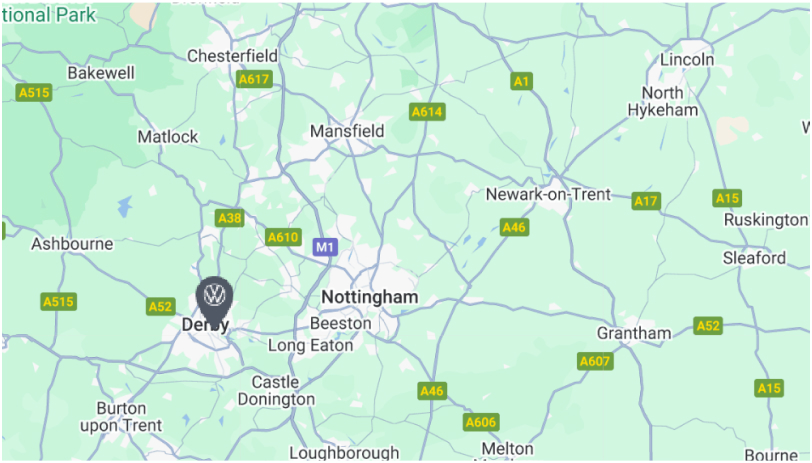 tional Park
Chesterfield
Bakewell
A617
A515
A1
Lincoln
North
Hykeham
A614
Matlock
Mansfield
Newark-on-Trent
A17
A15
A38
A46
Ruskington
A610
M1
Ashbourne
Sleaford
A515
A52
Nottingham
Derby
Beeston
Long Eaton
Grantham
A52
A607
Castle
Donington
A46
A15
Burton
upon Trent
A606
Loughborough
Melton
Bourne